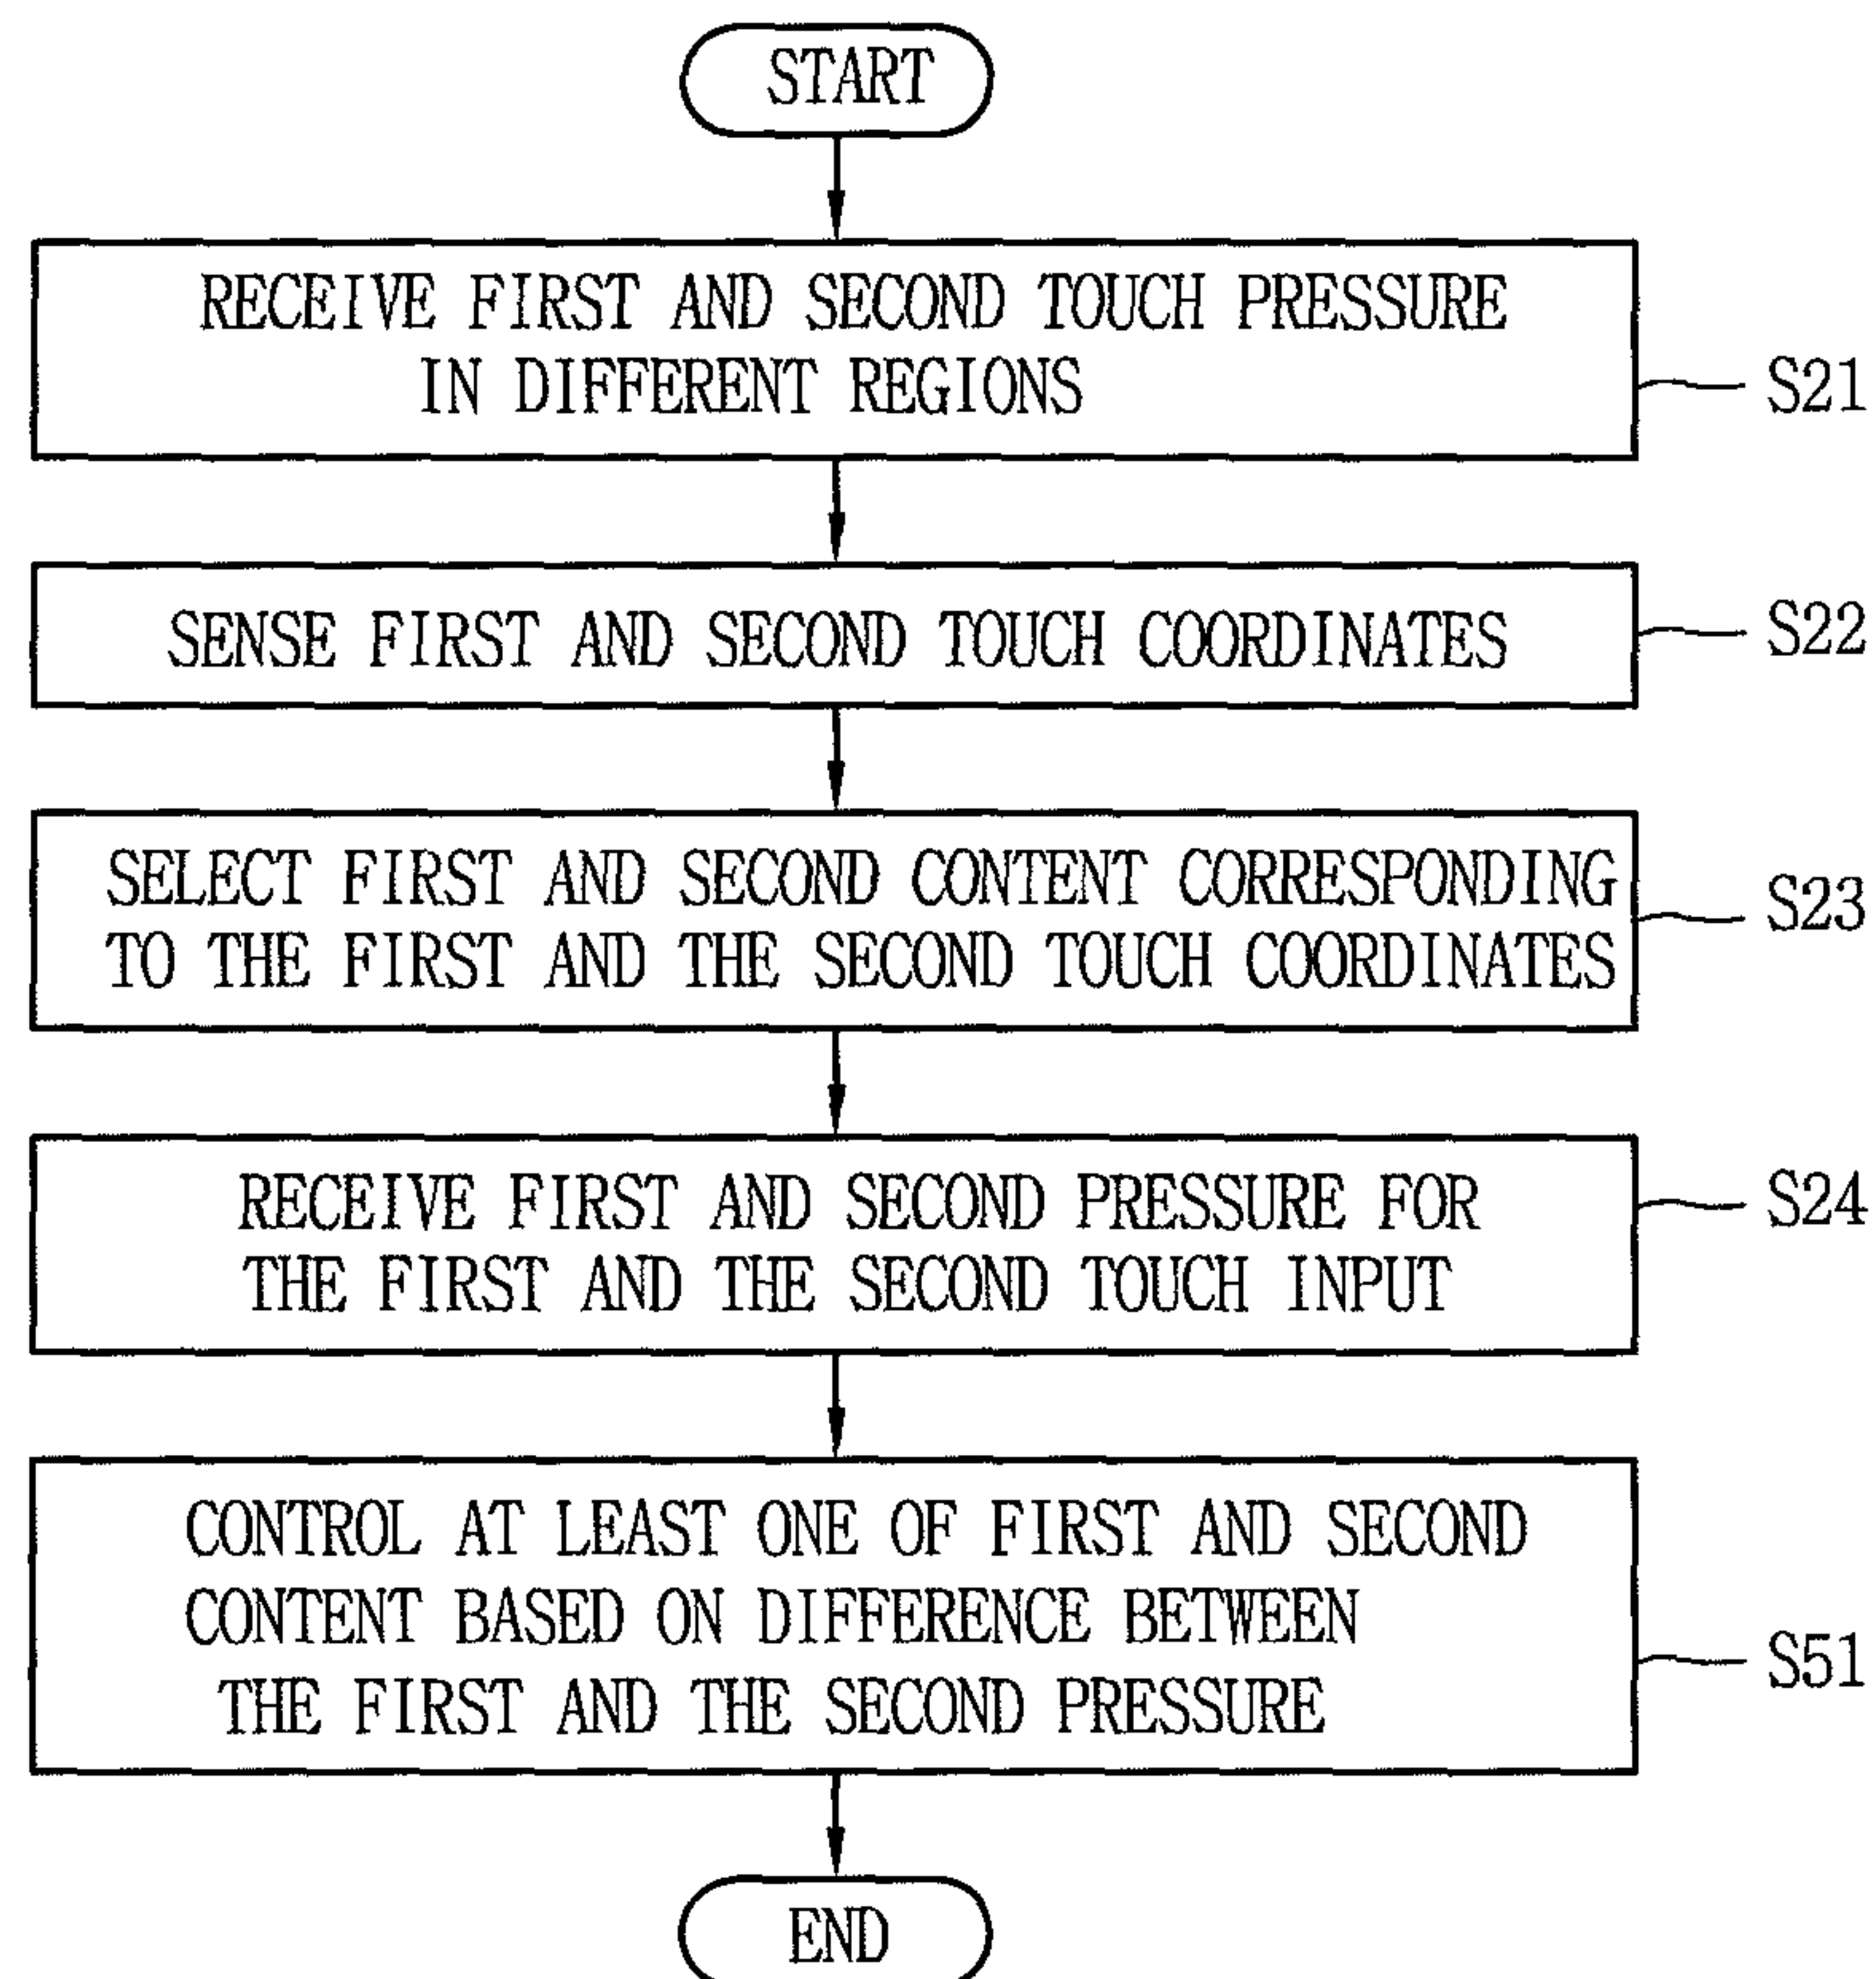 START
RECEIVE FIRST AND SECOND TOUCH PRESSURE
IN DIFFERENT REGIONS
S21
SENSE FIRST AND SECOND TOUCH COORDINATES
S22
SELECT FIRST AND SECOND CONTENT CORRESPONDING
TO THE FIRST AND THE SECOND TOUCH COORDINATES
S23
RECEIVE FIRST AND SECOND PRESSURE FOR
THE FIRST AND THE SECOND TOUCH INPUT
S24
CONTROL AT LEAST ONE OF FIRST AND SECOND
CONTENT BASED ON DIFFERENCE BETWEEN
THE FIRST AND THE SECOND PRESSURE
S51
END